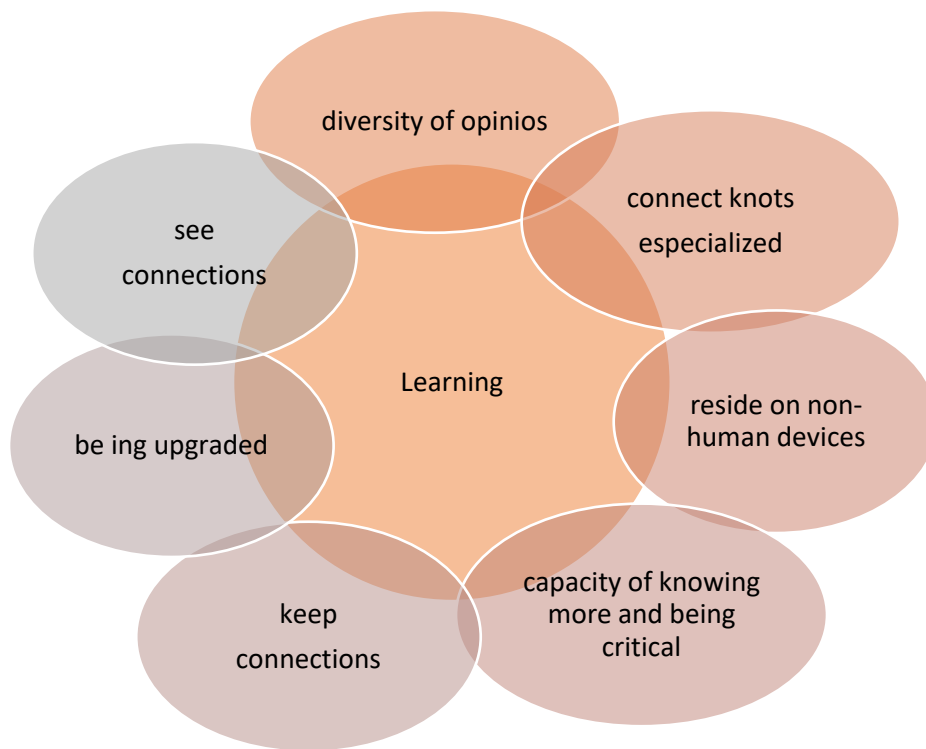 diversity of opinios
connect knots
especialized
reside on non-
human devices
capacity of knowing
more and being
critical
keep
connections
be ing upgraded
see
connections
Learning